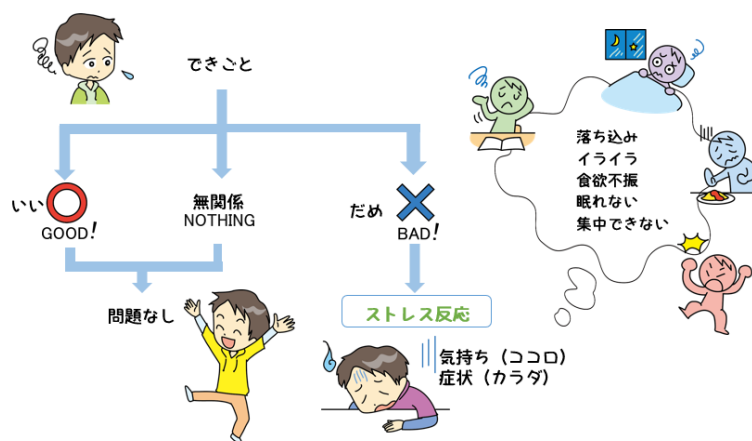 できごと
いい
GOOD!
無関係
NOTHING
だめ
BAD!
問題なし
ストレス反応
気持ち（ココロ）
症状（カラダ）
落ち込み
イライラ
食欲不振
眠れない
集中できない